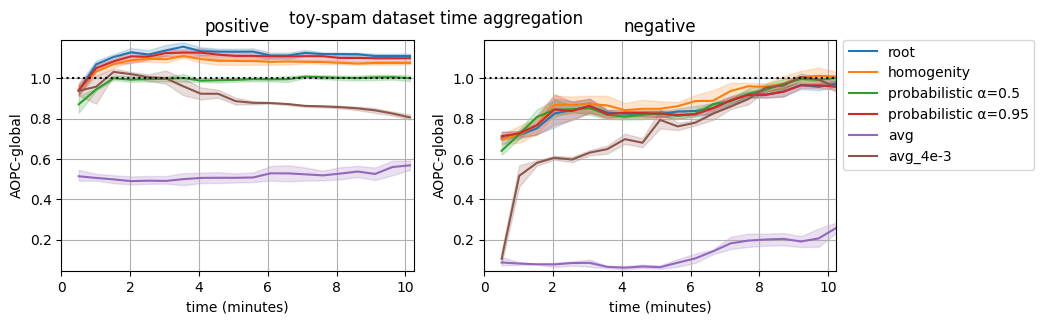 toy-spam dataset time aggregation
positive
negative
AOPC-global
1.0
0.8
0.6
0.4
0.2
0
2
4
6
8
10
time (minutes)
AOPC-global
1.0
0.8
0.6
0.4
0.2
0
2
4
6
8
10
time (minutes)
root
homogenity
probabilistic α=0.5
probabilistic α=0.95
avg
avg_4e-3